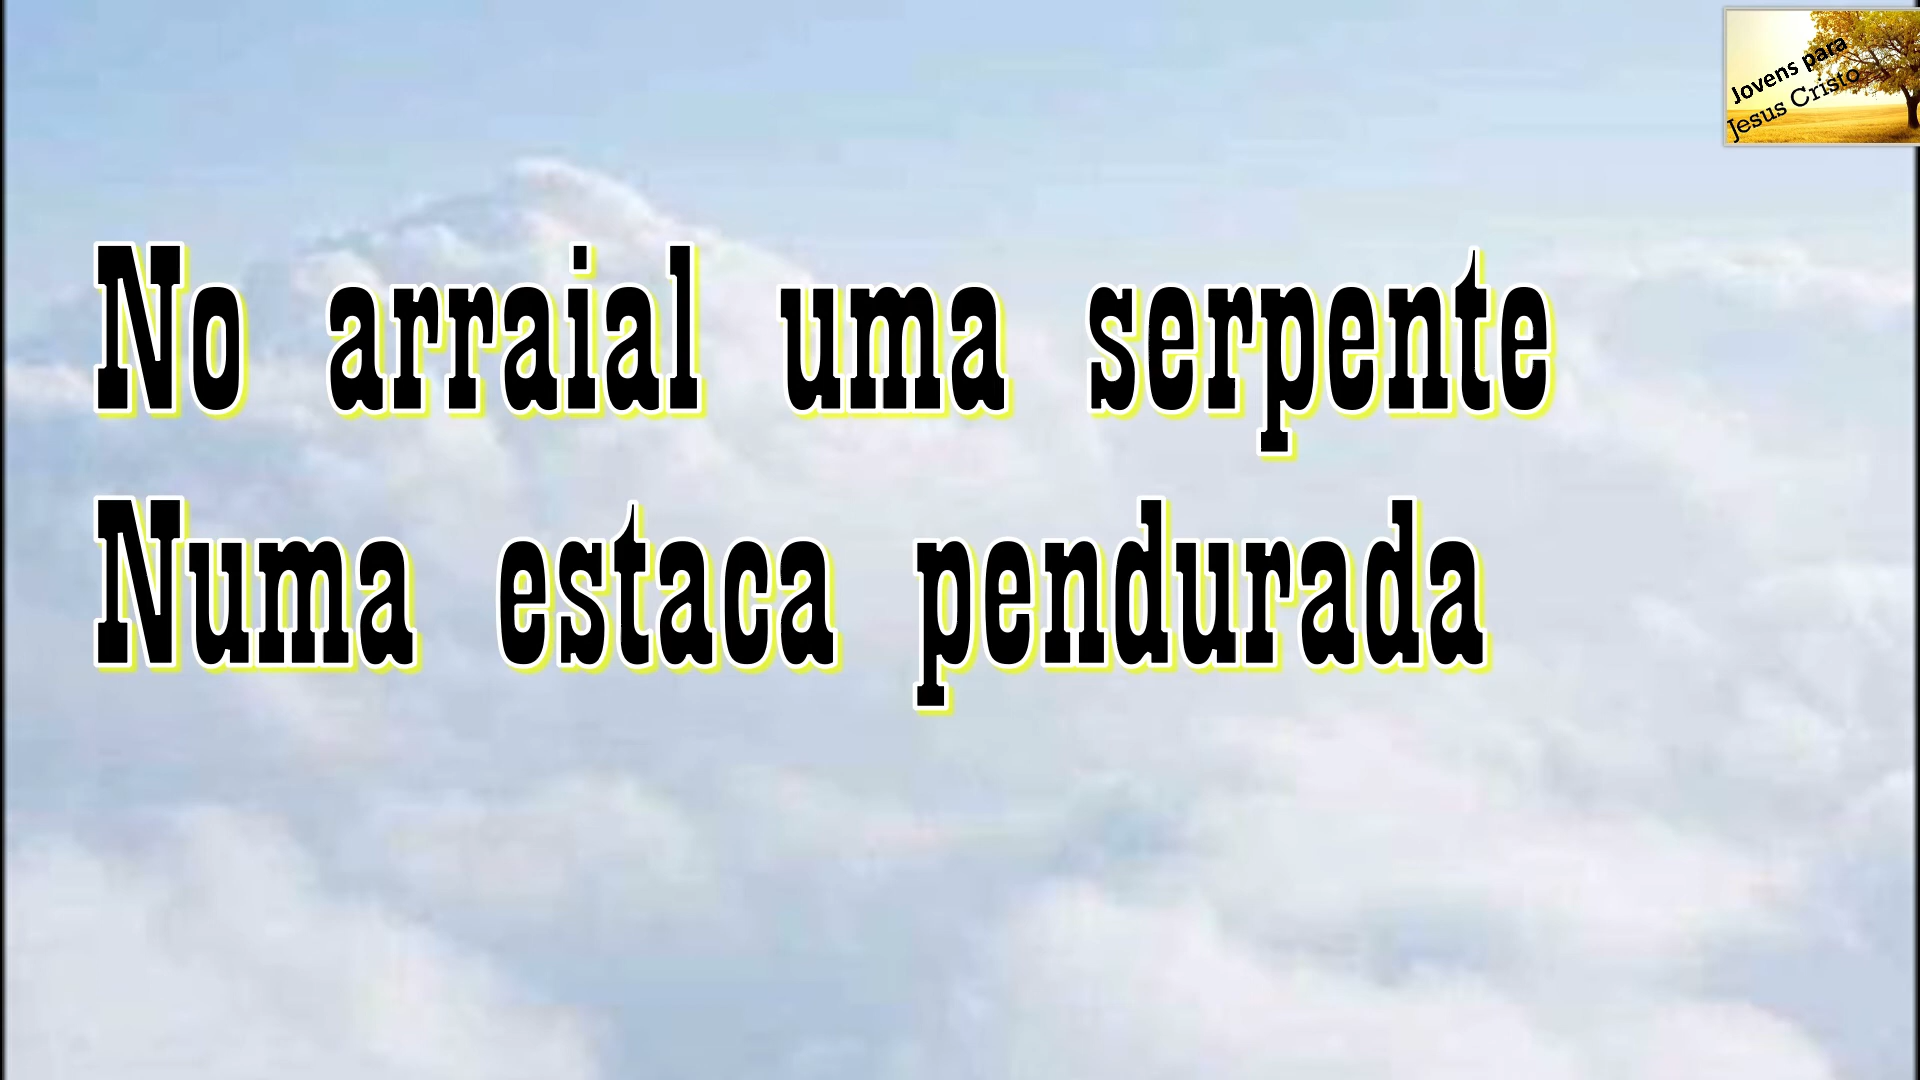 Jovens para
Jesus Cristo
No arraial uma serpente
Numa estaca pendurada